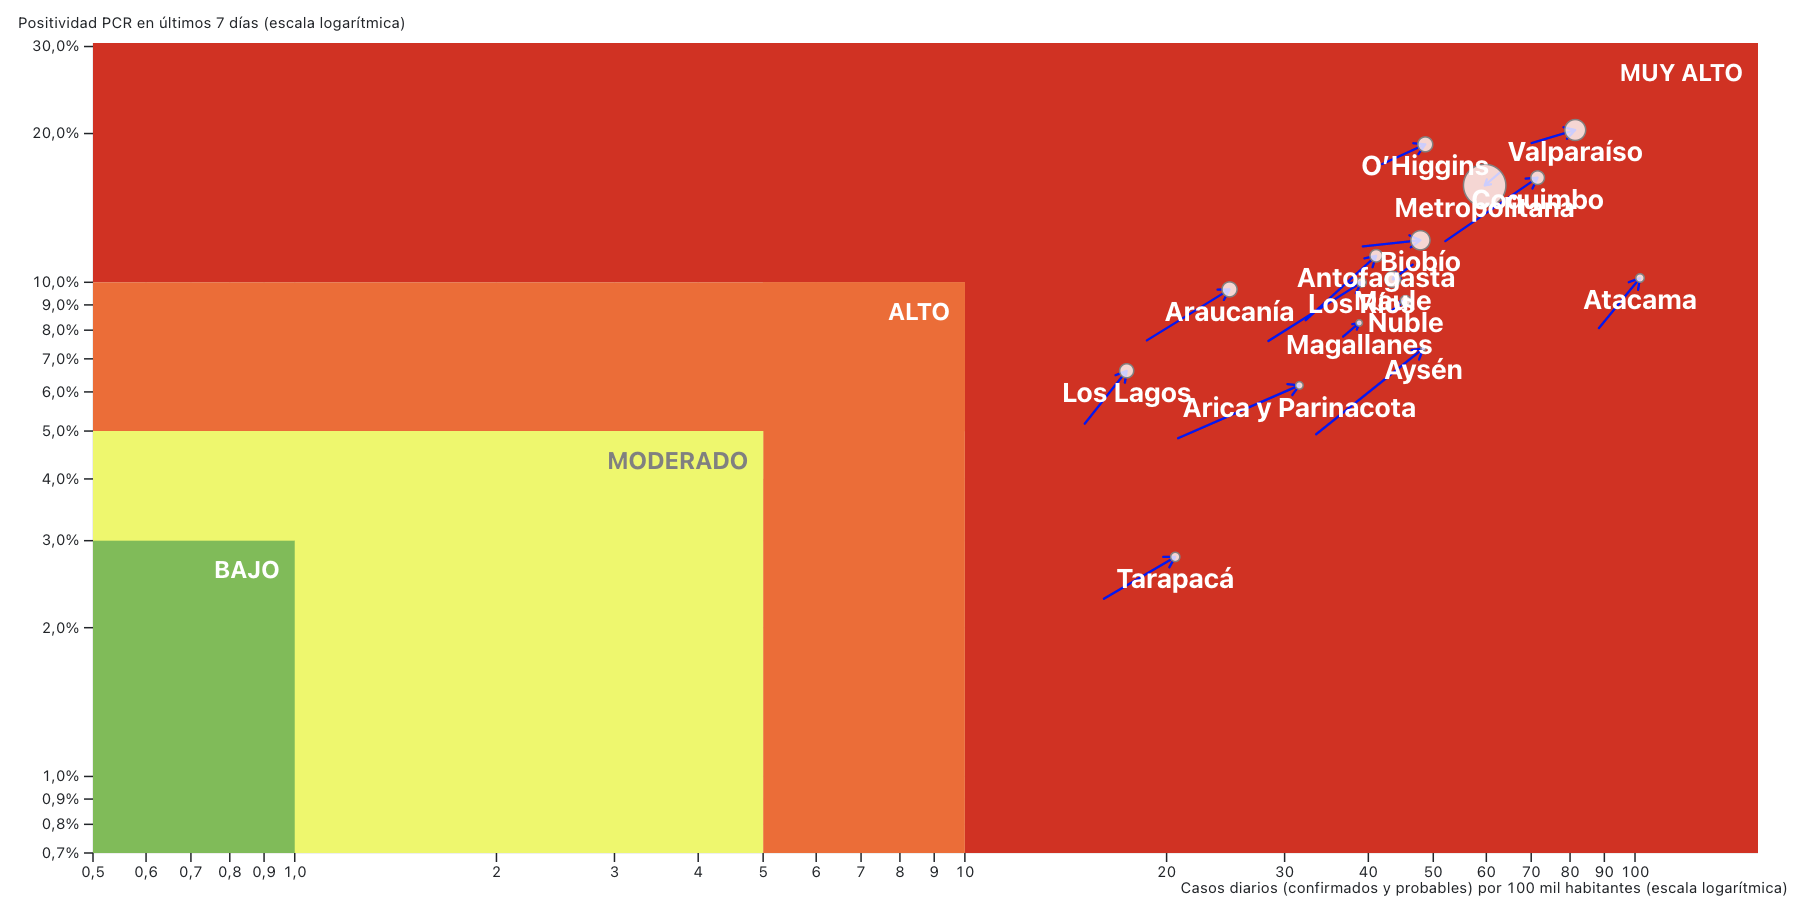 Positividad PCR en últimos 7 días (escala logarítmica)
30,0%
MUY ALTO
20,0%
Valparaíso
O'Higgins
Coquimbo
Metropolitana
Biobío
Antofagasta
10,0%
9,0%
ALTO
Araucanía
Los Ríos
Maule
Atacama
8,0%
Ñuble
Magallanes
7,0%
Aysén
6,0%
Los Lagos
Arica y Parinacota
5,0%
MODERADO
4,0%
3,0%
BAJO
Tarapacá
2,0%
1,0%
0,9%
0,8%
0,7%
0,5 0,6 0,7 0,8 0,9 1,0 2 3 4 5 6 7 8 9 10 20 30 40 50 60 70 80 90 100
Casos diarios (confirmados y probables) por 100 mil habitantes (escala logarítmica)